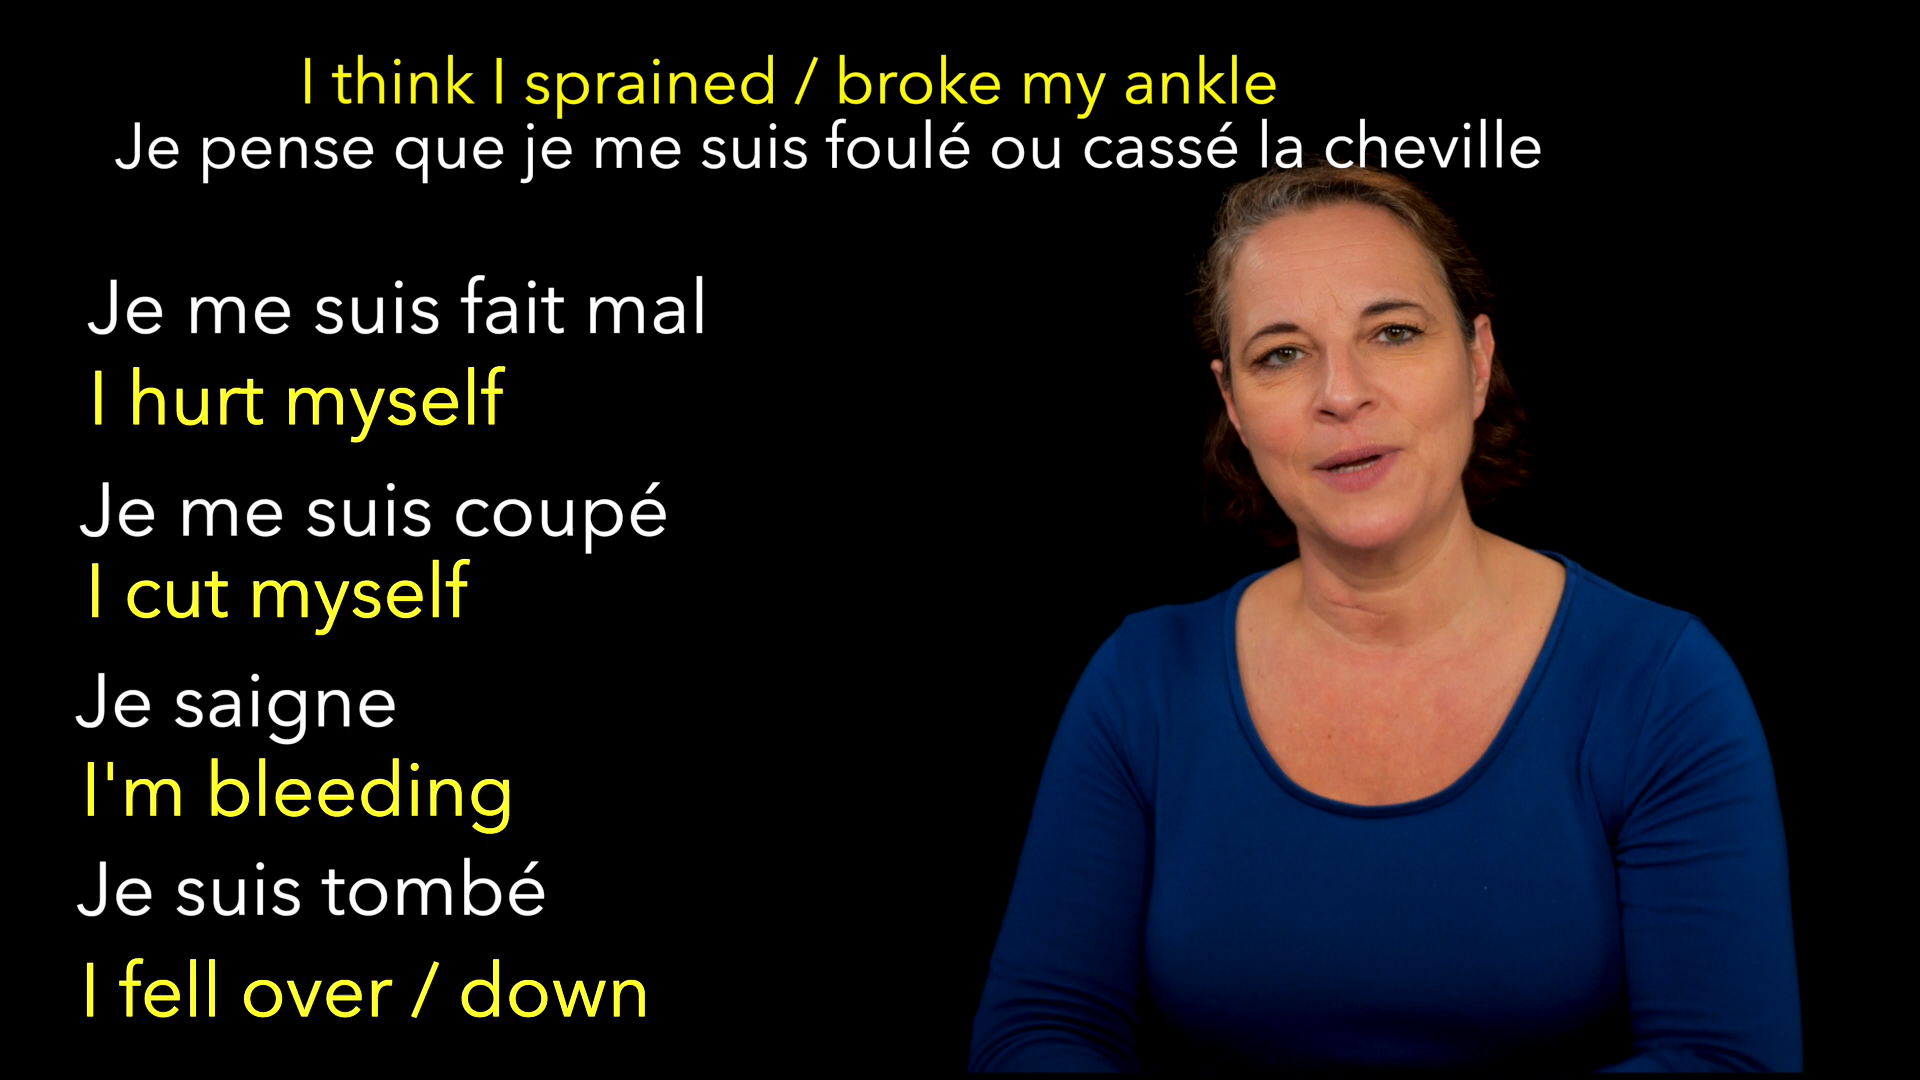 I think I sprained / broke my ankle
Je pense que je me suis foulé ou cassé la cheville
Je me suis fait mal
I hurt myself
Je me suis coupé
I cut myself
Je saigne
I'm bleeding
Je suis tombé
I fell over / down